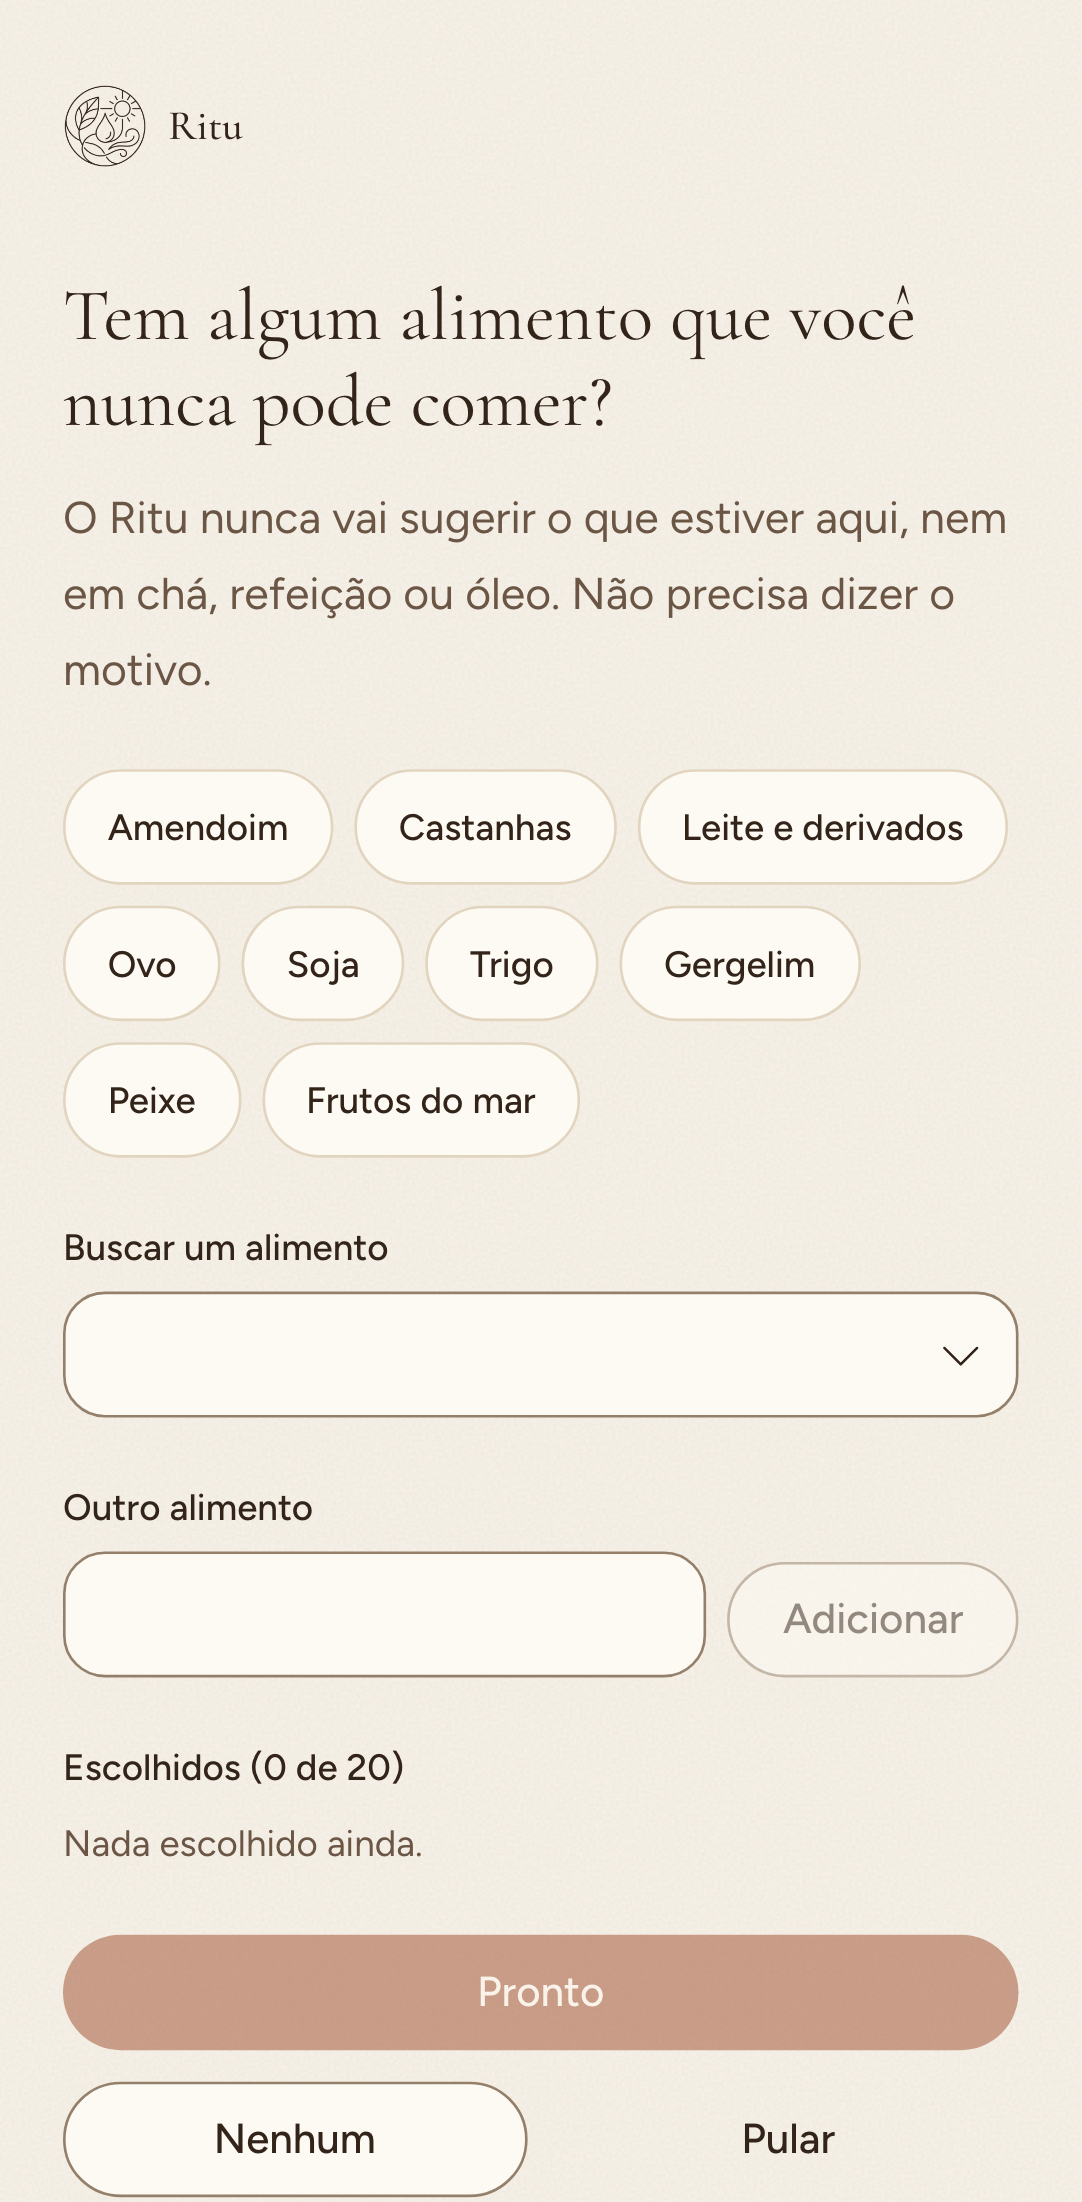 Ritu
Tem algum alimento que você
nunca pode comer?
O Ritu nunca vai sugerir o que estiver aqui, nem
em chá, refeição ou óleo. Não precisa dizer o
motivo.
Amendoim Castanhas Leite e derivados
Ovo Soja Trigo Gergelim
Peixe Frutos do mar
Buscar um alimento
Outro alimento
Adicionar
Escolhidos (0 de 20)
Nada escolhido ainda.
Pronto
Nenhum Pular